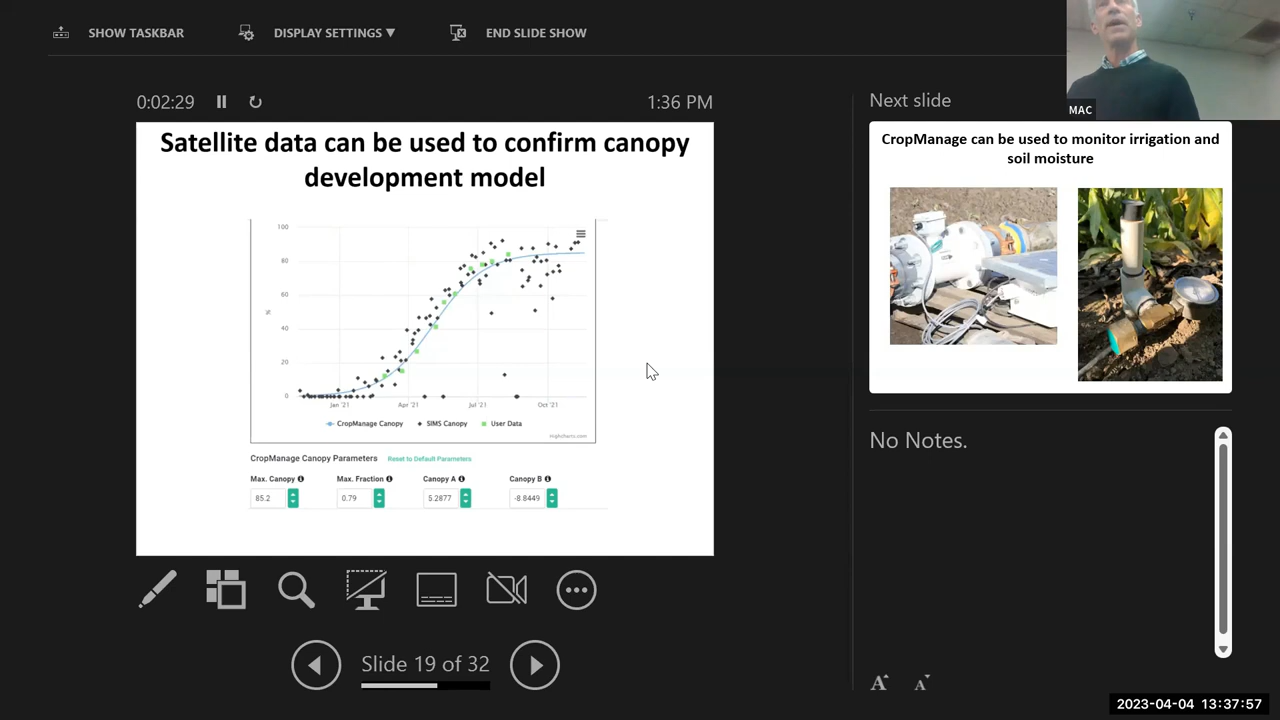 SHOW TASKBAR
DISPLAY SETTINGS ▼
END SLIDE SHOW
MAC
0:02:29
1:36 PM
Satellite data can be used to confirm canopy
development model
100
80
60
40
20
0
%
Jan '21
Apr '21
Jul '21
Oct '21
CropManage Canopy
SIMS Canopy
User Data
Highcharts.com
CropManage Canopy Parameters
Reset to Default Parameters
Max. Canopy
Max. Fraction
Canopy A
Canopy B
85.2
0.79
5.2877
-8.8449
Slide 19 of 32
Next slide
CropManage can be used to monitor irrigation and
soil moisture
No Notes.
A A
2023-04-04 13:37:57